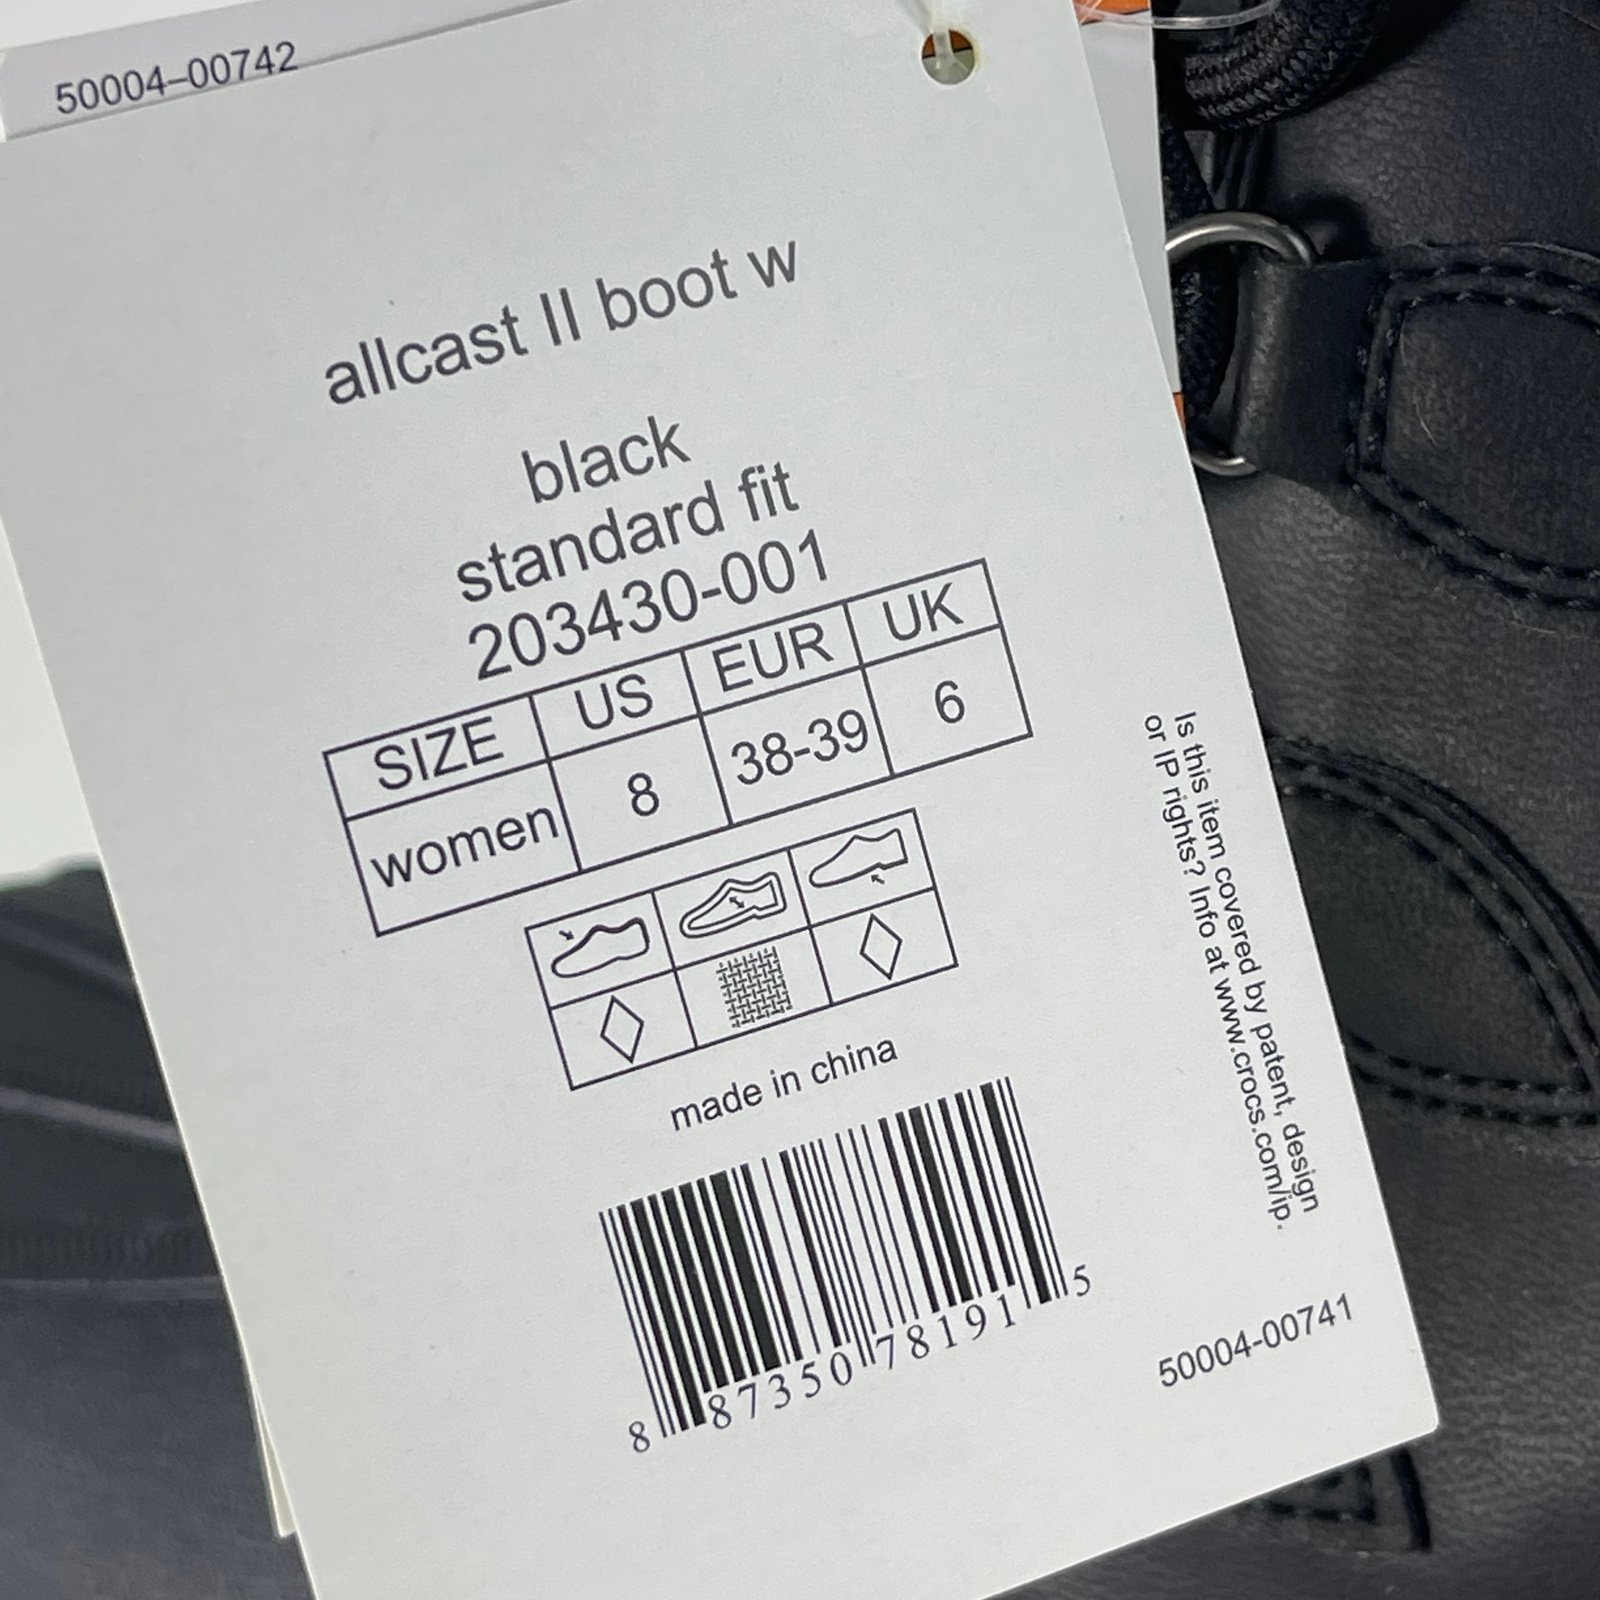 50004–00742
allcast II boot w
black
standard fit
203430-001
SIZE US EUR UK
women 8 38-39 6
made in china
8 87350 78191 5
Is this item covered by patent, design
or IP rights? Info at www.crocs.com/ip.
50004-00741